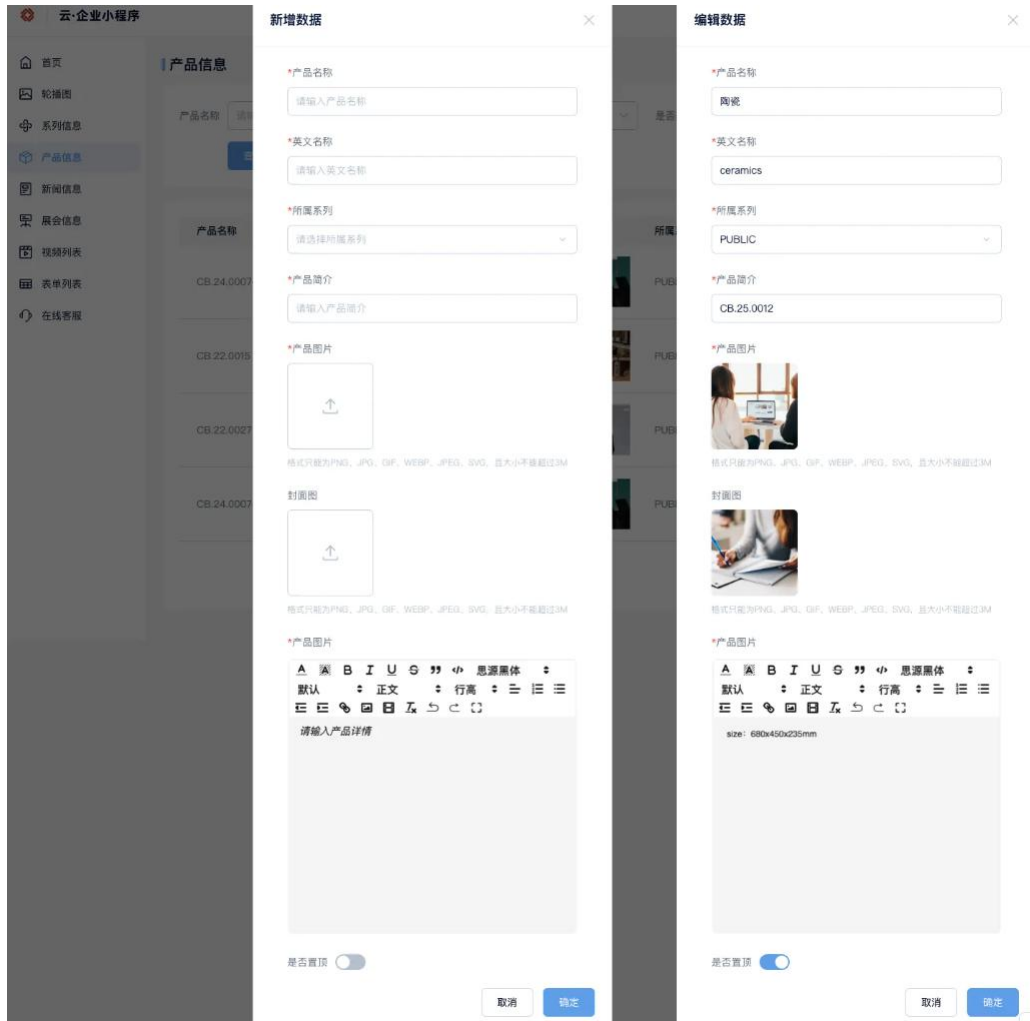 云·企业小程序
首页
轮播图
系列信息
产品信息
新闻信息
展会信息
视频列表
表单列表
在线客服
产品信息
产品名称
是否
产品名称
所属
CB.24.0007
PUB
CB.22.0015
PUB
CB.22.0027
PUB
CB.24.0007
PUB
新增数据
*产品名称
请输入产品名称
*英文名称
请输入英文名称
*所属系列
请选择所属系列
*产品简介
请输入产品简介
*产品图片
格式只能为PNG、JPG、GIF、WEBP、JPEG、SVG，且大小不能超过3M
封面图
格式只能为PNG、JPG、GIF、WEBP、JPEG、SVG，且大小不能超过3M
*产品图片
A A B I U S 思源黑体
默认 正文 行高
请输入产品详情
是否置顶
取消 确定
编辑数据
*产品名称
陶瓷
*英文名称
ceramics
*所属系列
PUBLIC
*产品简介
CB.25.0012
*产品图片
格式只能为PNG、JPG、GIF、WEBP、JPEG、SVG，且大小不能超过3M
封面图
格式只能为PNG、JPG、GIF、WEBP、JPEG、SVG，且大小不能超过3M
*产品图片
A A B I U S 思源黑体
默认 正文 行高
size：680x450x235mm
是否置顶
取消 确定